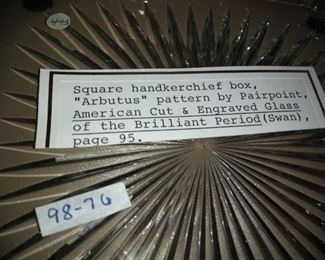 443
Square handkerchief box,
"Arbutus" pattern by Pairpoint,
American Cut & Engraved Glass
of the Brilliant Period(Swan),
page 95.
98-76